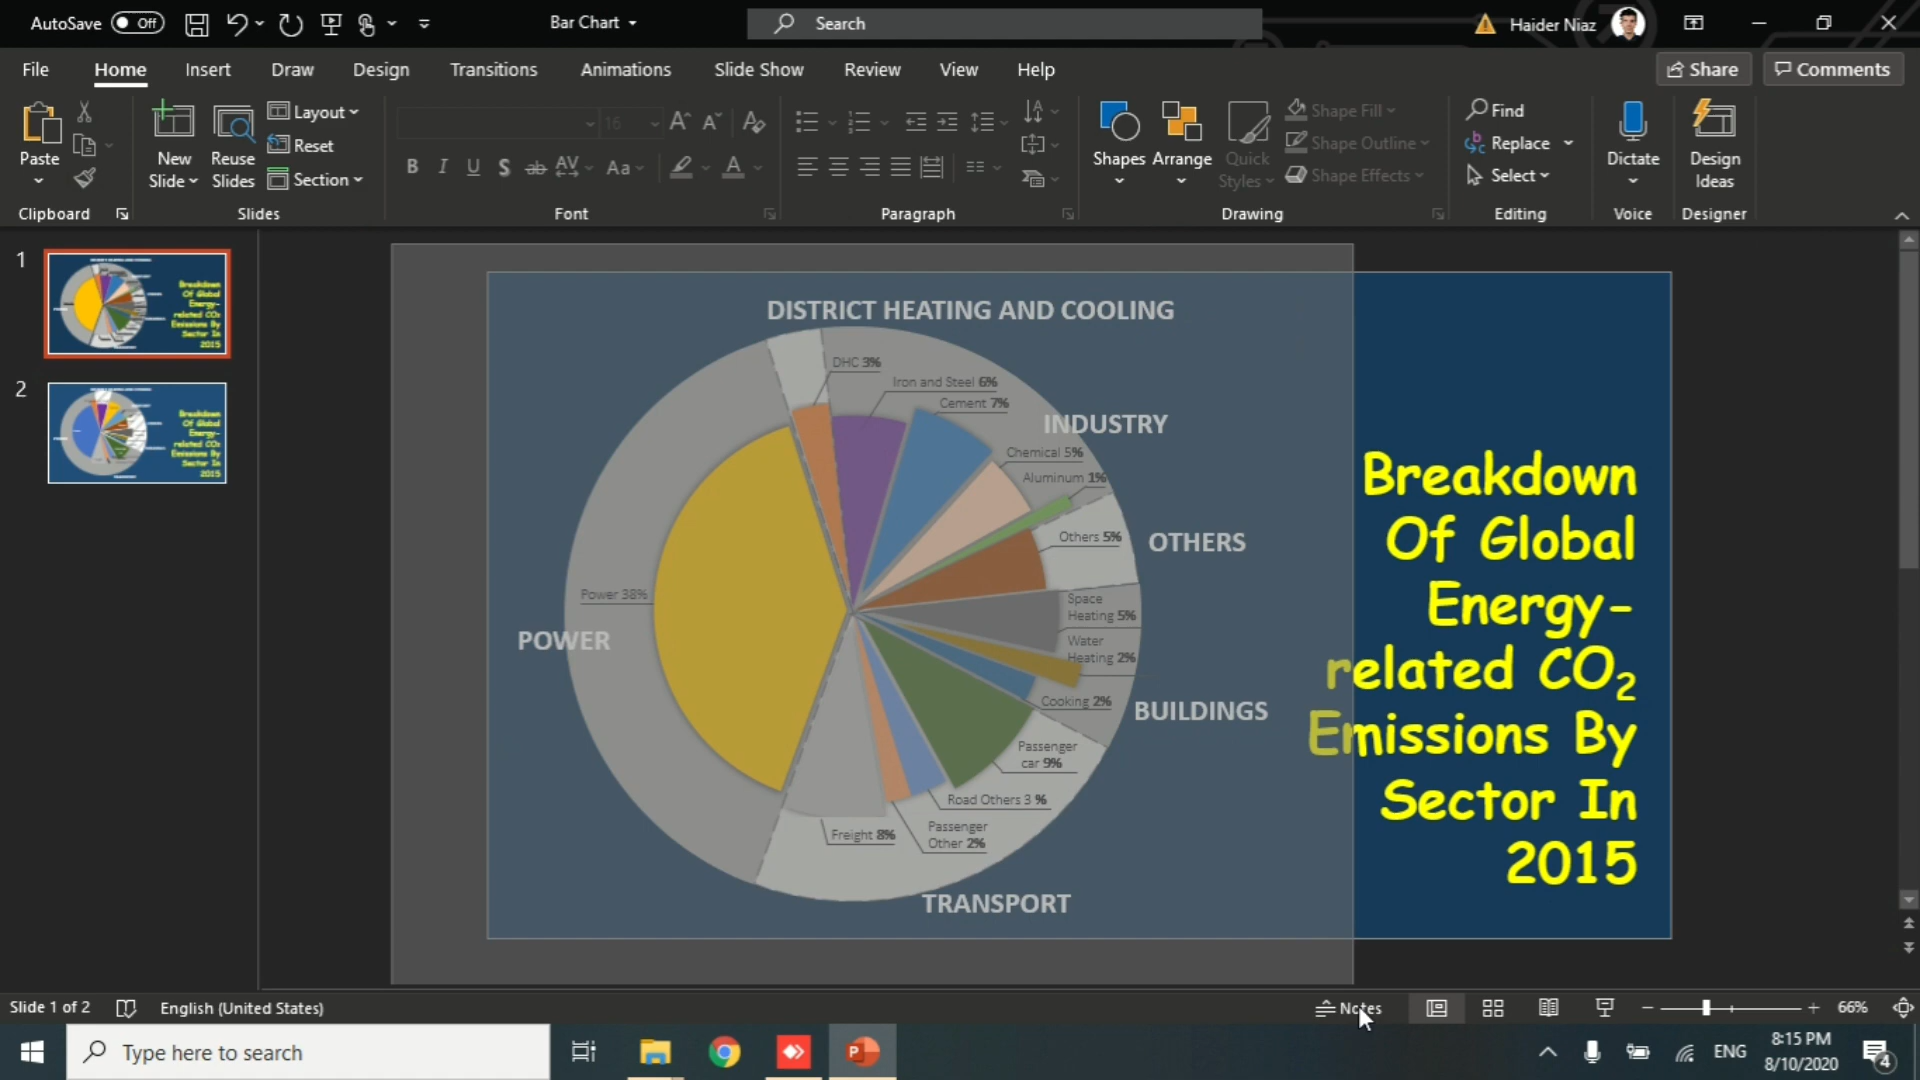 AutoSave Off
Bar Chart
Search
Haider Niaz
File Home Insert Draw Design Transitions Animations Slide Show Review View Help
Share
Comments
Paste
New
Slide
Reuse
Slides
Layout
Reset
Section
16
Shapes
Arrange
Quick
Styles
Shape Fill
Shape Outline
Shape Effects
Find
Replace
Select
Dictate
Design
Ideas
Clipboard Slides Font Paragraph Drawing Editing Voice Designer
1
2
DISTRICT HEATING AND COOLING
DHC 3%
Iron and Steel 6%
Cement 7%
INDUSTRY
Chemical 5%
Aluminum 1%
Others 5%
OTHERS
Space
Heating 5%
Water
Heating 2%
Power 38%
POWER
Cooking 2%
BUILDINGS
Passenger
car 9%
Road Others 3 %
Passenger
Other 2%
Freight 8%
TRANSPORT
Breakdown
Of Global
Energy-
related CO₂
Emissions By
Sector In
2015
Slide 1 of 2
English (United States)
Notes
66%
Type here to search
ENG
8:15 PM
8/10/2020
4